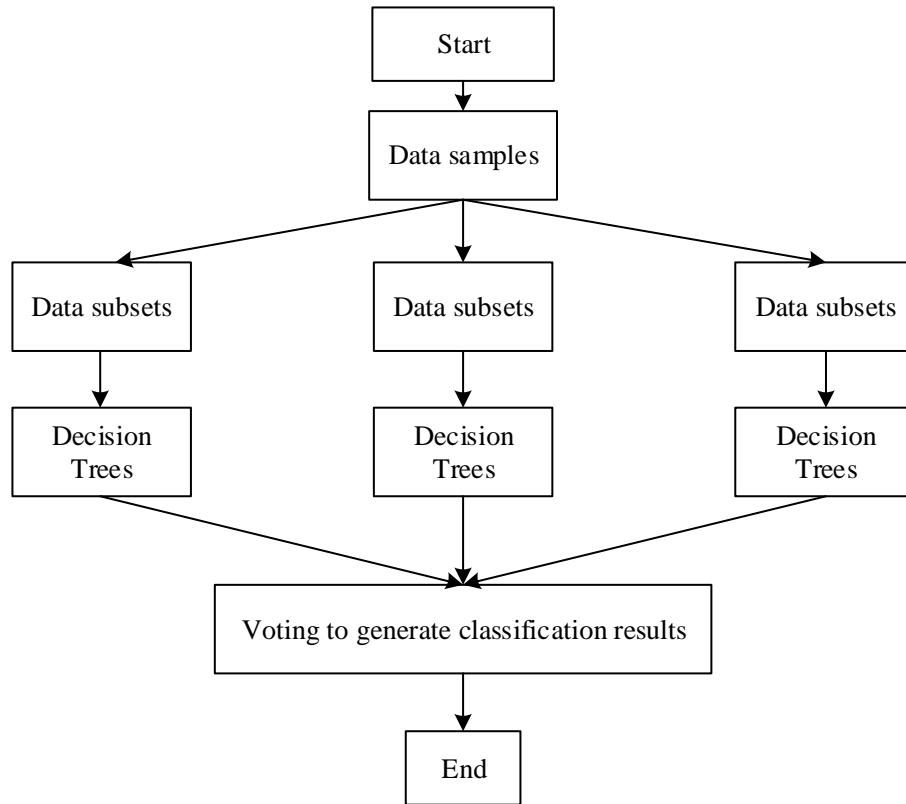 Start
Data samples
Data subsets
Data subsets
Data subsets
Decision
Trees
Decision
Trees
Decision
Trees
Voting to generate classification results
End